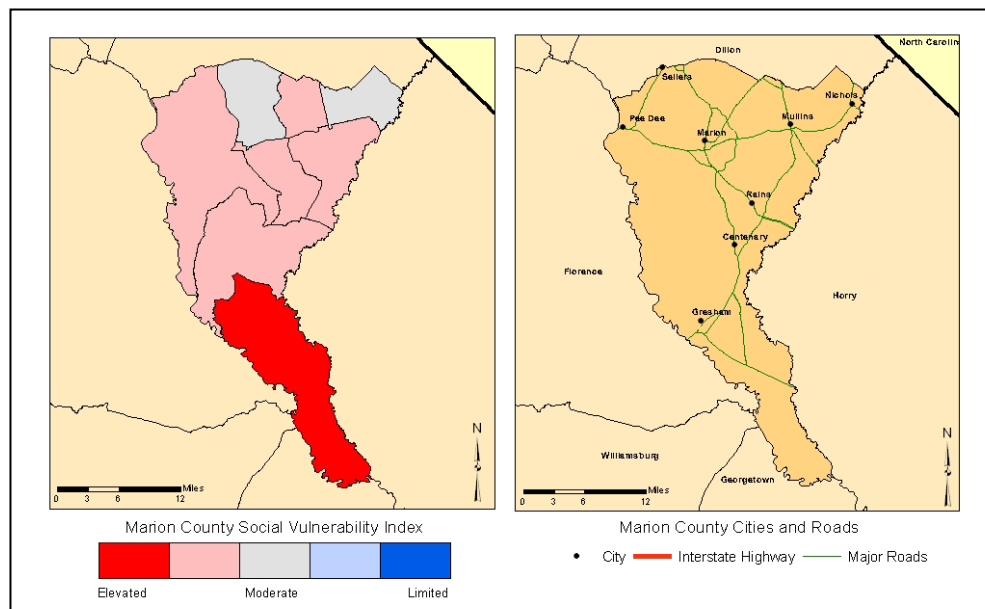 N
Miles
0 3 6 12
Marion County Social Vulnerability Index
Elevated Moderate Limited
North Carolin
Dillon
Sellers
Nichols
Pee Dee
Mullins
Marion
Rains
Centenary
Florence
Horry
Gresham
N
Williamsburg
Georgetown
Miles
0 3 6 12
Marion County Cities and Roads
City Interstate Highway Major Roads